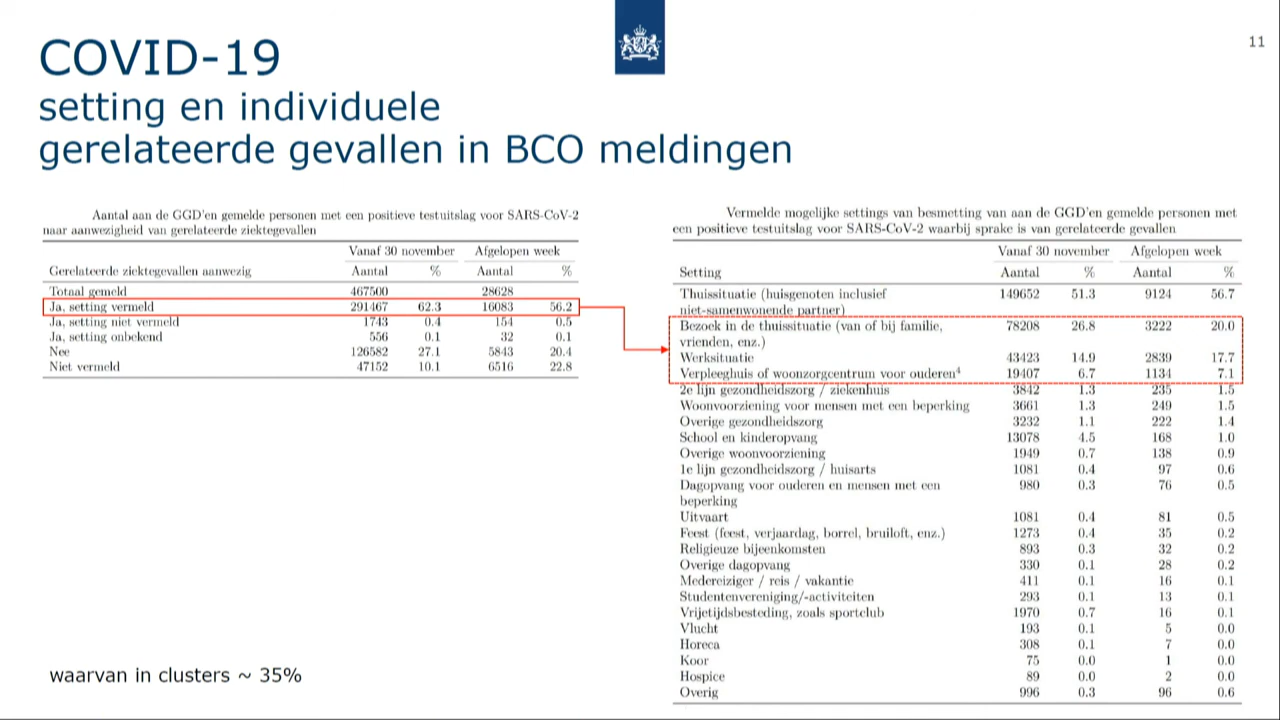 11
COVID-19
setting en individuele
gerelateerde gevallen in BCO meldingen
Aantal aan de GGD'en gemelde personen met een positieve testuitslag voor SARS-CoV-2
naar aanwezigheid van gerelateerde ziektegevallen
Vanaf 30 november Afgelopen week
Gerelateerde ziektegevallen aanwezig Aantal % Aantal %
Totaal gemeld 467500 28628
Ja, setting vermeld 291467 62.3 16083 56.2
Ja, setting niet vermeld 1743 0.4 154 0.5
Ja, setting onbekend 556 0.1 32 0.1
Nee 126582 27.1 5843 20.4
Niet vermeld 47152 10.1 6516 22.8
waarvan in clusters ~ 35%
Vermelde mogelijke settings van besmetting van aan de GGD'en gemelde personen met
een positieve testuitslag voor SARS-CoV-2 waarbij sprake is van gerelateerde gevallen
Vanaf 30 november Afgelopen week
Setting Aantal % Aantal %
Thuissituatie (huisgenoten inclusief 149652 51.3 9124 56.7
niet-samenwonende partner)
Bezoek in de thuissituatie (van of bij familie, 78208 26.8 3222 20.0
vrienden, enz.)
Werksituatie 43423 14.9 2839 17.7
Verpleeghuis of woonzorgcentrum voor ouderen⁴ 19407 6.7 1134 7.1
2e lijn gezondheidszorg / ziekenhuis 3842 1.3 235 1.5
Woonvoorziening voor mensen met een beperking 3661 1.3 249 1.5
Overige gezondheidszorg 3232 1.1 222 1.4
School en kinderopvang 13078 4.5 168 1.0
Overige woonvoorziening 1949 0.7 138 0.9
1e lijn gezondheidszorg / huisarts 1081 0.4 97 0.6
Dagopvang voor ouderen en mensen met een 980 0.3 76 0.5
beperking
Uitvaart 1081 0.4 81 0.5
Feest (feest, verjaardag, borrel, bruiloft, enz.) 1273 0.4 35 0.2
Religieuze bijeenkomsten 893 0.3 32 0.2
Overige dagopvang 330 0.1 28 0.2
Medereiziger / reis / vakantie 411 0.1 16 0.1
Studentenvereniging/-activiteiten 293 0.1 13 0.1
Vrijetijdsbesteding, zoals sportclub 1970 0.7 16 0.1
Vlucht 193 0.1 5 0.0
Horeca 308 0.1 7 0.0
Koor 75 0.0 1 0.0
Hospice 89 0.0 2 0.0
Overig 996 0.3 96 0.6